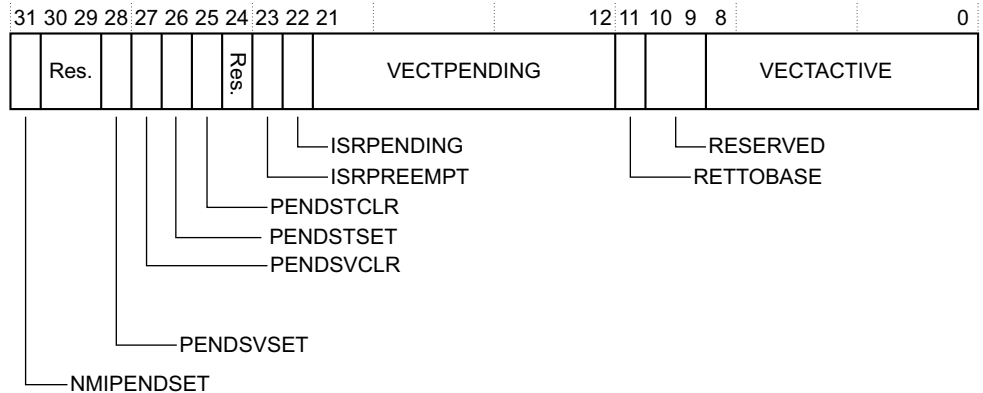 31 30 29 28 27 26 25 24 23 22 21 12 11 10 9 8 0
Res. Res. VECTPENDING VECTACTIVE
ISRPENDING RESERVED
ISRPREEMPT RETTOBASE
PENDSTCLR
PENDSTSET
PENDSVCLR
PENDSVSET
NMIPENDSET